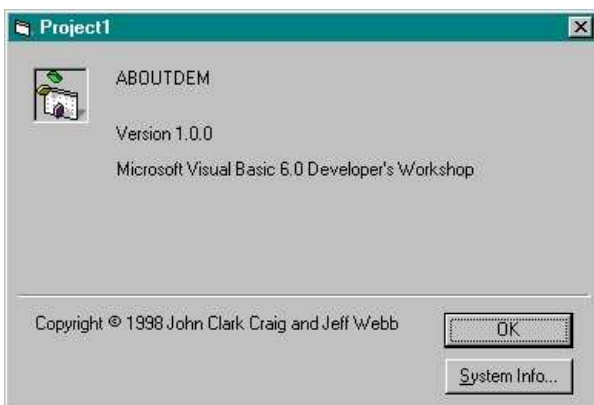 Project1
ABOUTDEM
Version 1.0.0
Microsoft Visual Basic 6.0 Developer's Workshop
Copyright © 1998 John Clark Craig and Jeff Webb
OK
System Info...